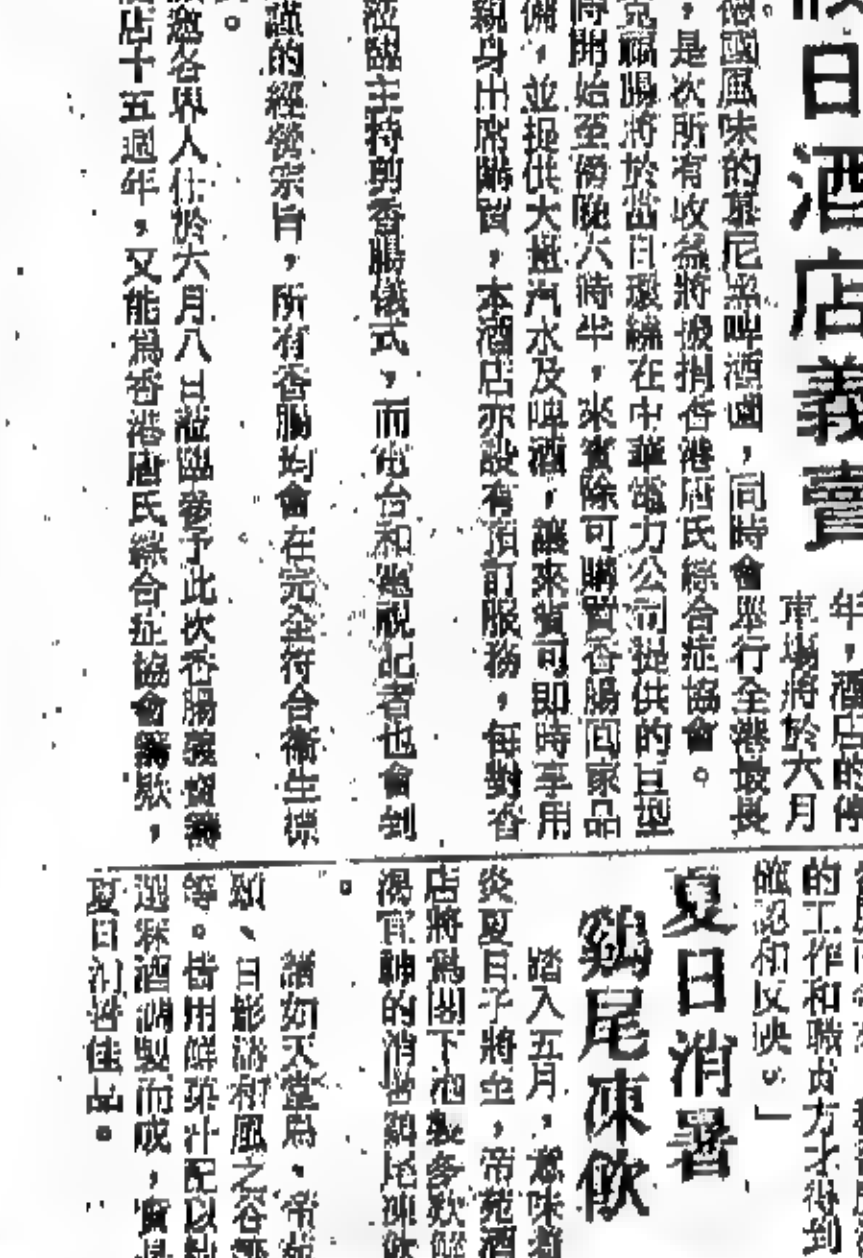 日酒店義賣
年，酒店的停
車場將於六月
德國風味的慕尼黑啤酒園，同時會舉行全港最長
，是次所有收益將撥捐香港唐氏綜合症協會。
將於當日環繞在中華電力公司提供的巨型
時開始至傍晚六時半，來賓除可購買香腸回家品
備，並提供大量汽水及啤酒，讓來賓可即時享用
親身出席購買，本酒店亦設有預訂服務，每對香
蒞臨主持剪香腸儀式，而電台和電視記者也會到
謹的經營宗旨，所有香腸均會在完全符合衞生標
邀各界人仕於六月八日蒞臨參予此次香腸義賣
店十五週年，又能為香港唐氏綜合症協會籌款，
的工作和職責方才得到
確認和反映。」
夏日消暑
鷄尾凍飲
踏入五月，意味着
炎夏日子將至，帝苑酒
店將為閣下泡製多款
的消暑鷄尾凍飲
。
諸如天堂鳥、帝苑
、日影
等。皆用鮮菓汁配以
酒調製而成，實是
夏日消暑佳品。